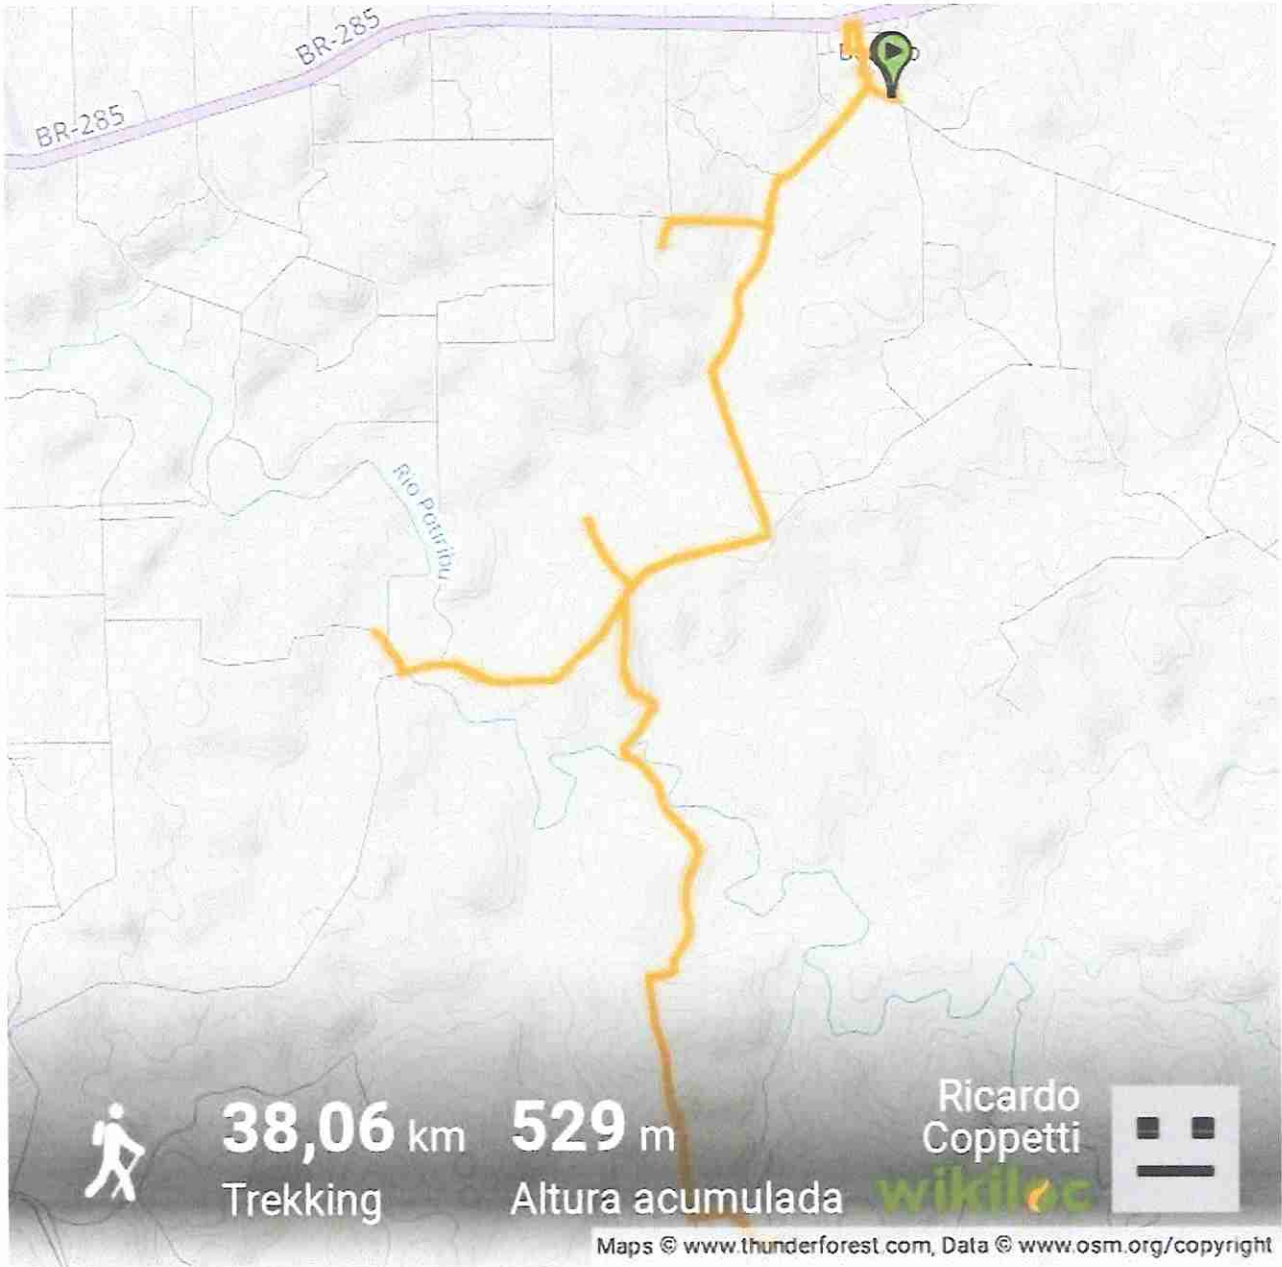 BR-285
BR-285
Rio Potiribu
38,06 km
Trekking
529 m
Altura acumulada
Ricardo
Coppetti
wikiloc
Maps © www.thunderforest.com, Data © www.osm.org/copyright